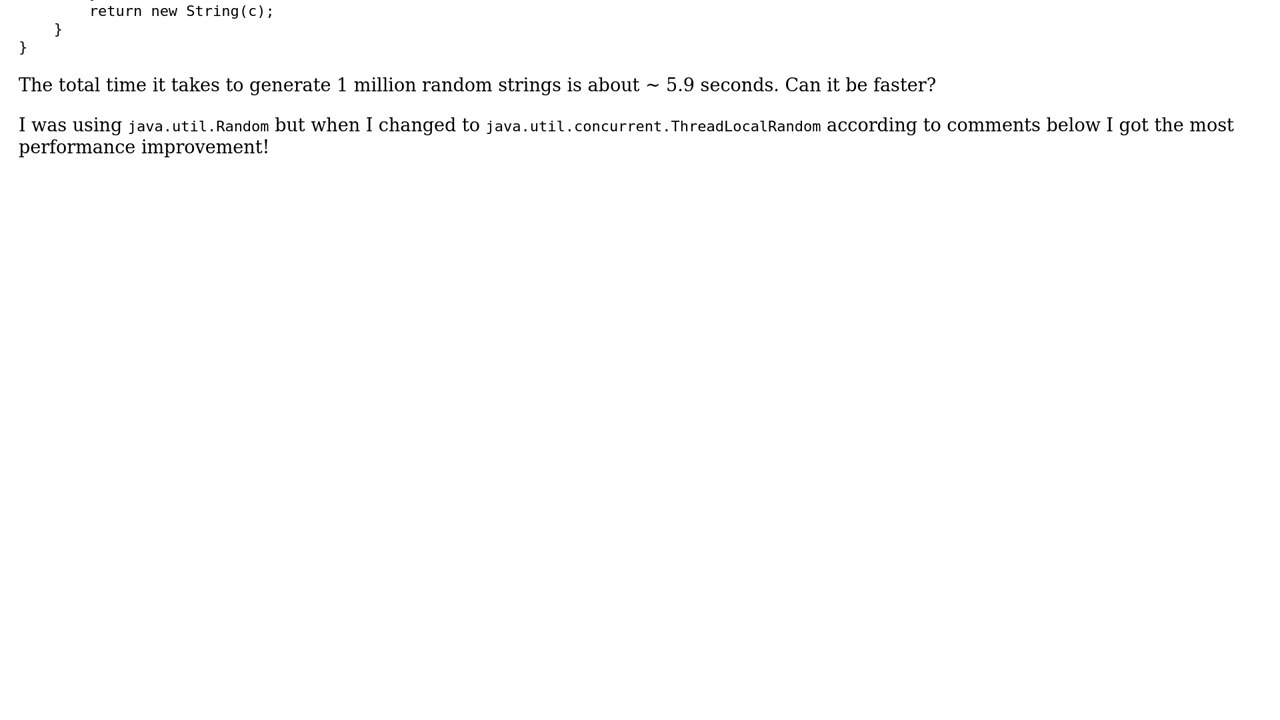 return new String(c);
}
}
The total time it takes to generate 1 million random strings is about ~ 5.9 seconds. Can it be faster?
I was using java.util.Random but when I changed to java.util.concurrent.ThreadLocalRandom according to comments below I got the most
performance improvement!